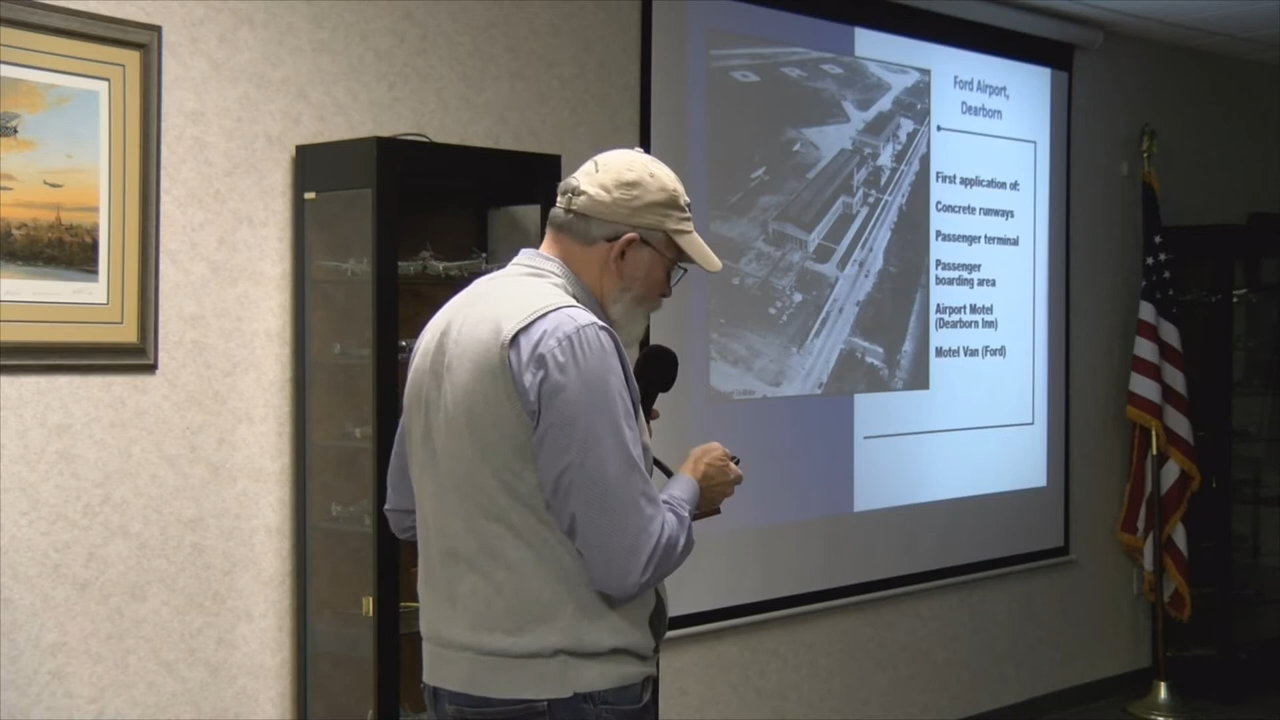 Ford Airport,
Dearborn
First application of:
Concrete runways
Passenger terminal
Passenger
boarding area
Airport Motel
(Dearborn Inn)
Motel Van (Ford)